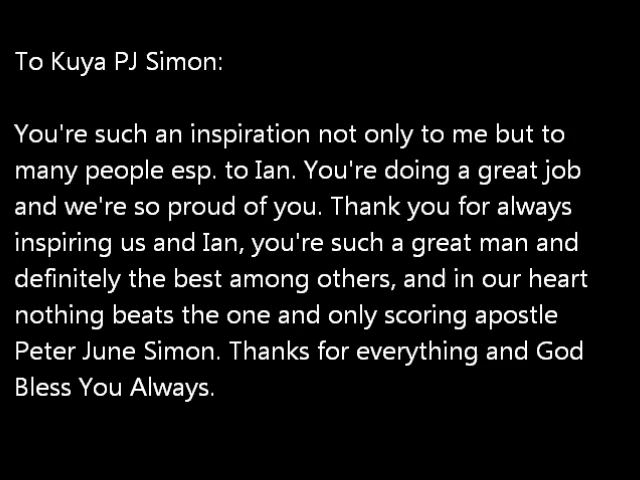 To Kuya PJ Simon:
You're such an inspiration not only to me but to
many people esp. to Ian. You're doing a great job
and we're so proud of you. Thank you for always
inspiring us and Ian, you're such a great man and
definitely the best among others, and in our heart
nothing beats the one and only scoring apostle
Peter June Simon. Thanks for everything and God
Bless You Always.